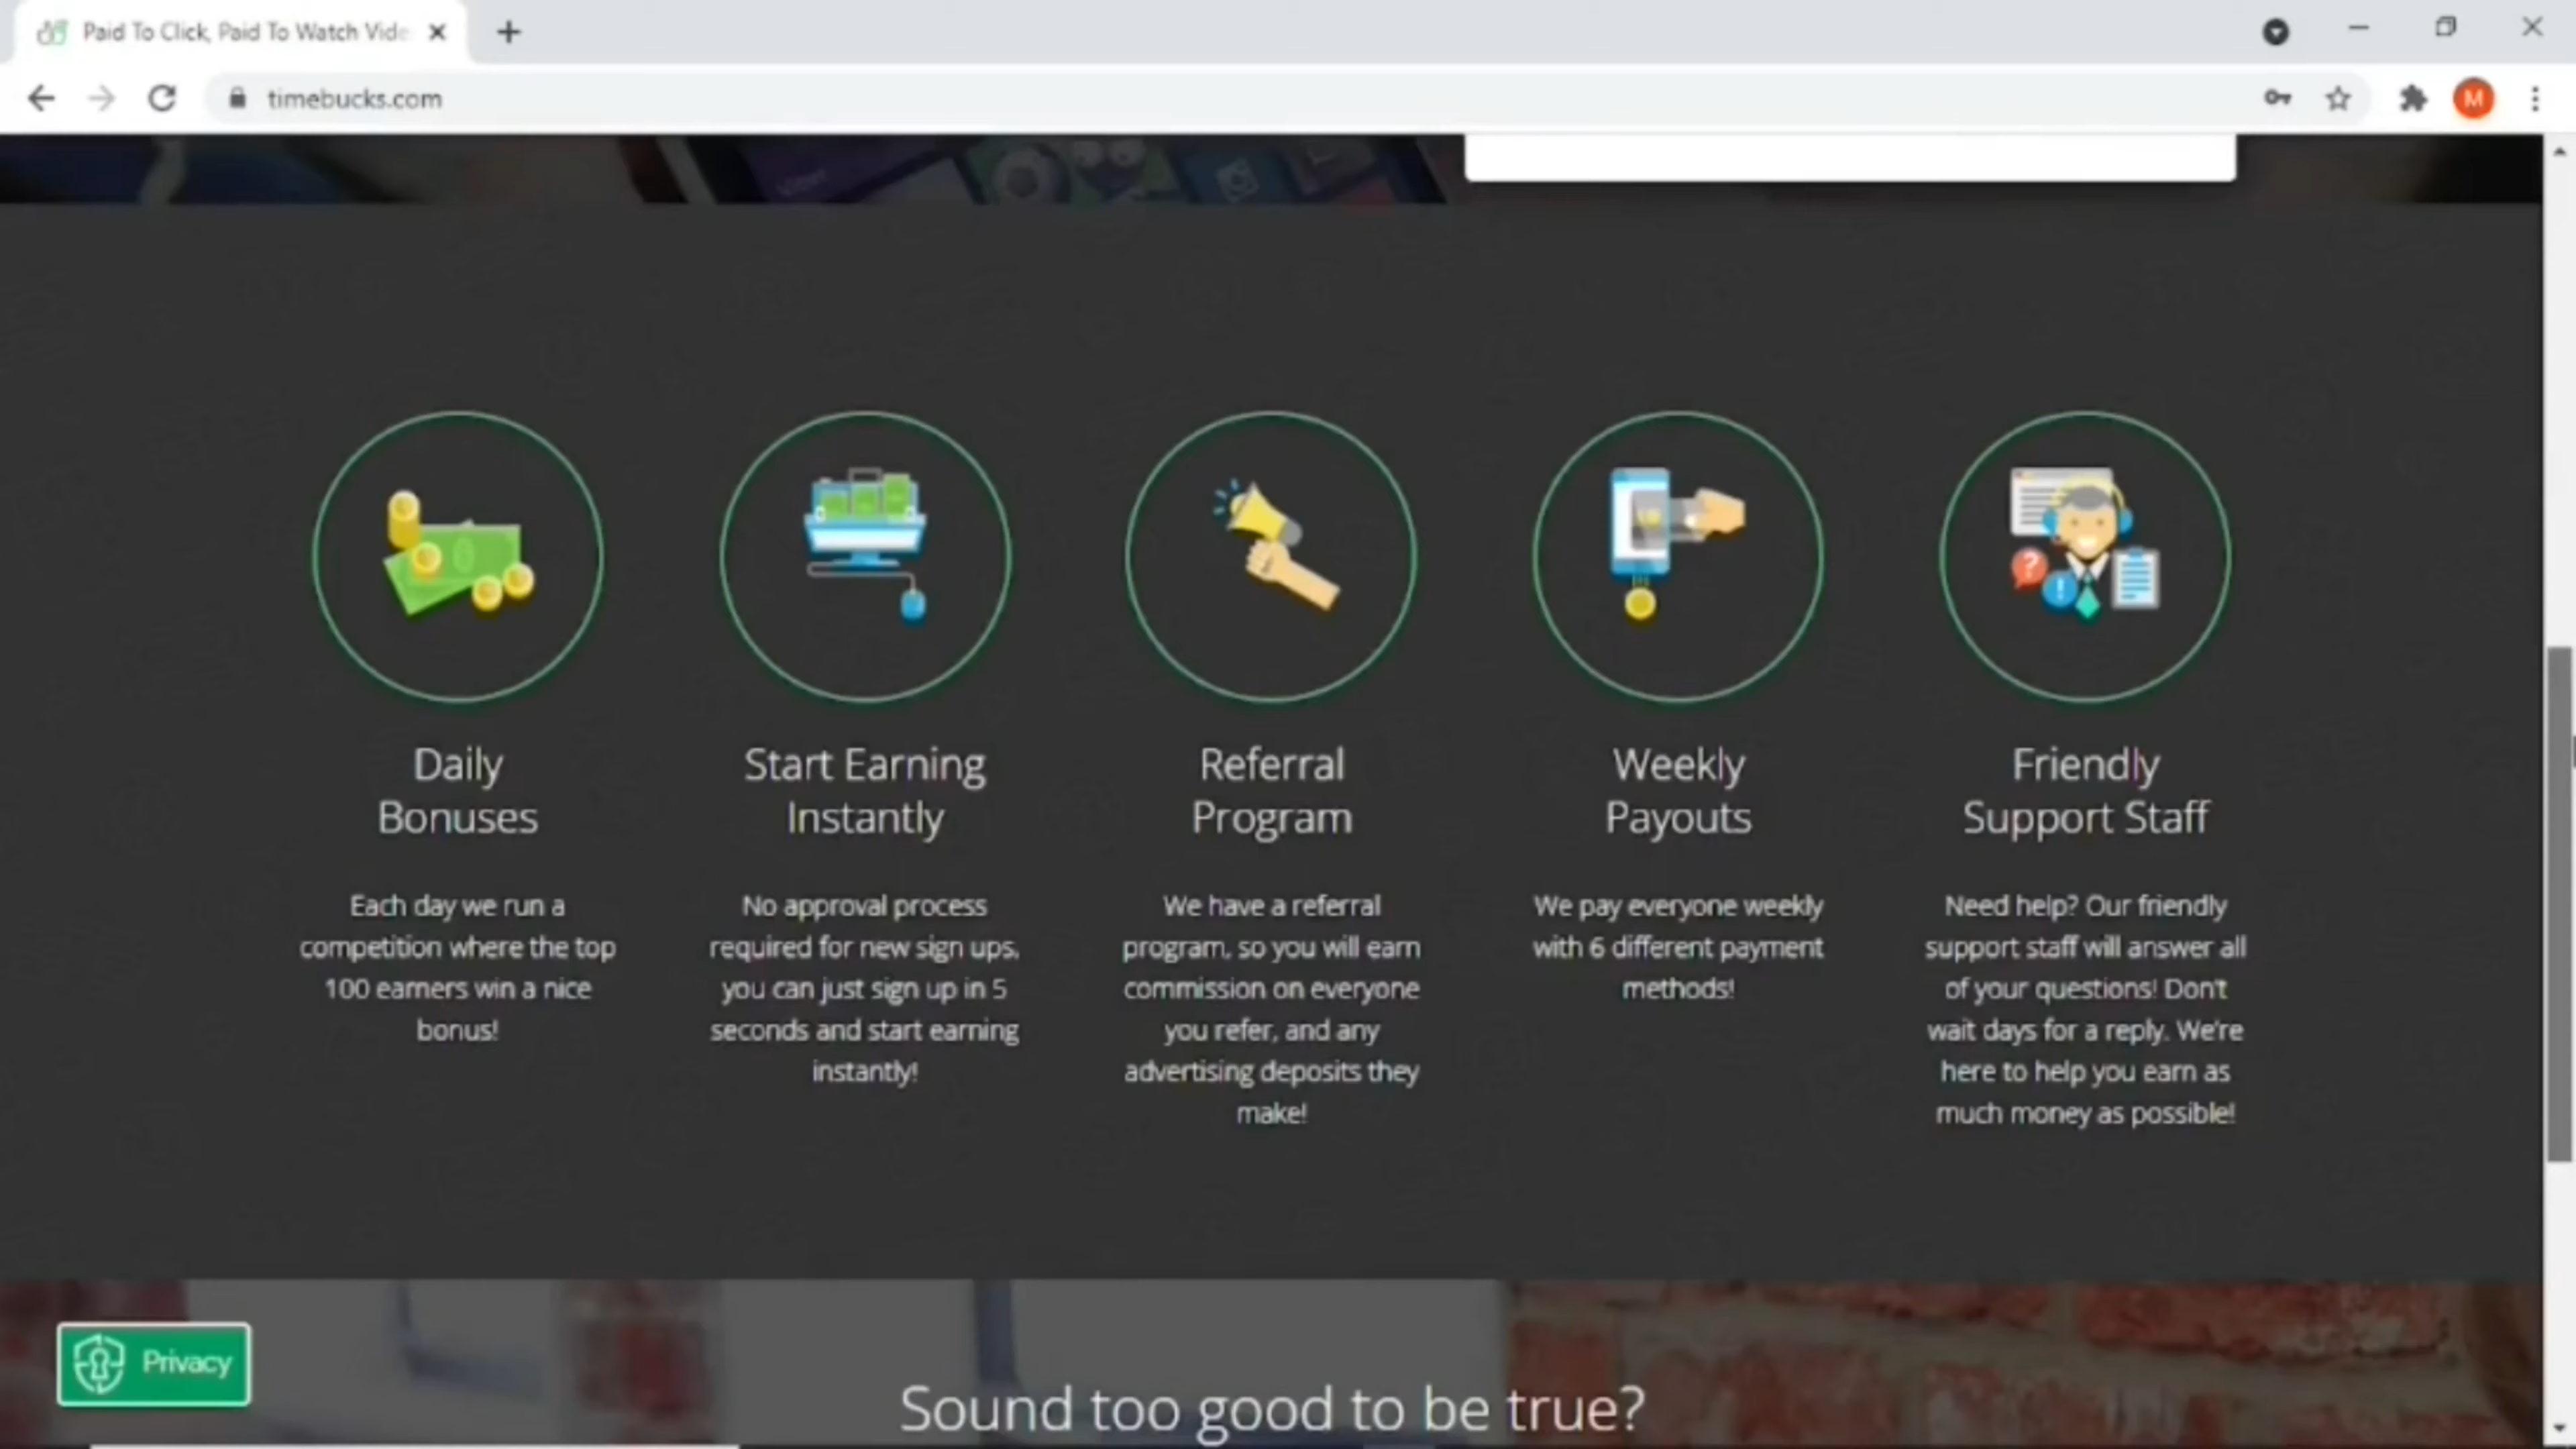 Paid To Click, Paid To Watch Vide
timebucks.com
M
Daily
Bonuses
Each day we run a
competition where the top
100 earners win a nice
bonus!
Start Earning
Instantly
No approval process
required for new sign ups,
you can just sign up in 5
seconds and start earning
instantly!
Referral
Program
We have a referral
program, so you will earn
commission on everyone
you refer, and any
advertising deposits they
make!
Weekly
Payouts
We pay everyone weekly
with 6 different payment
methods!
Friendly
Support Staff
Need help? Our friendly
support staff will answer all
of your questions! Don't
wait days for a reply. We're
here to help you earn as
much money as possible!
Privacy
Sound too good to be true?